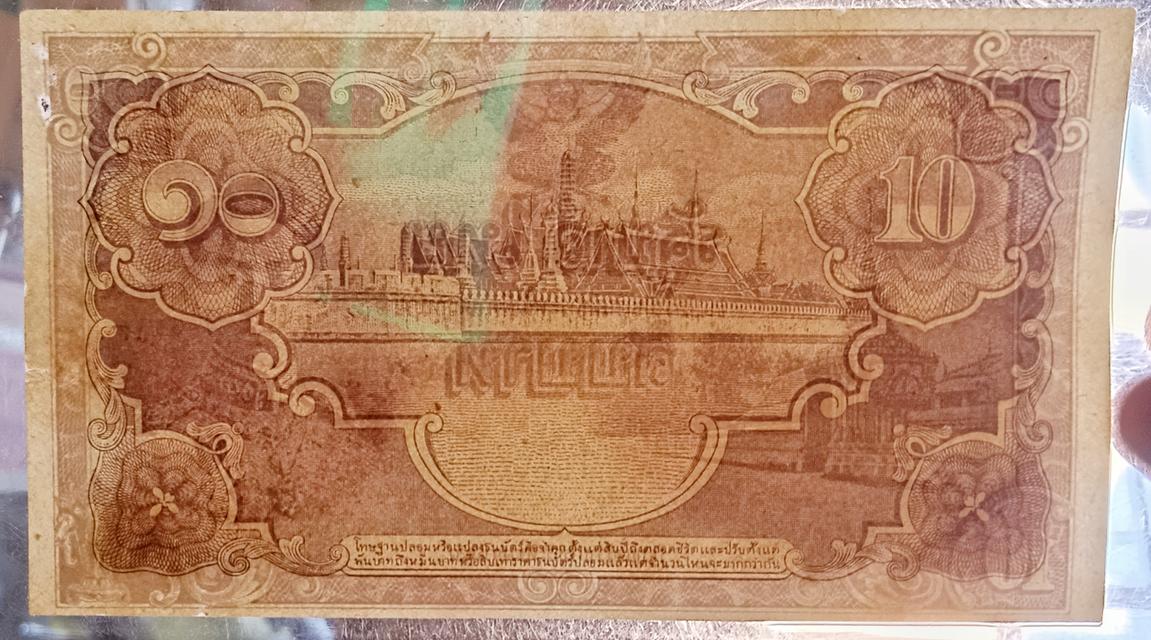 ๑๐
10
โทษฐานปลอมหรือแปลงธนบัตร์คือจำคุกตั้งแต่สิบปีถึงตลอดชีวิตและปรับตั้งแต่
พันบาทถึงหมื่นบาทหรือสิบเท่าราคาธนบัตร์ปลอมแล้วแต่จำนวนไหนจะมากกว่ากัน